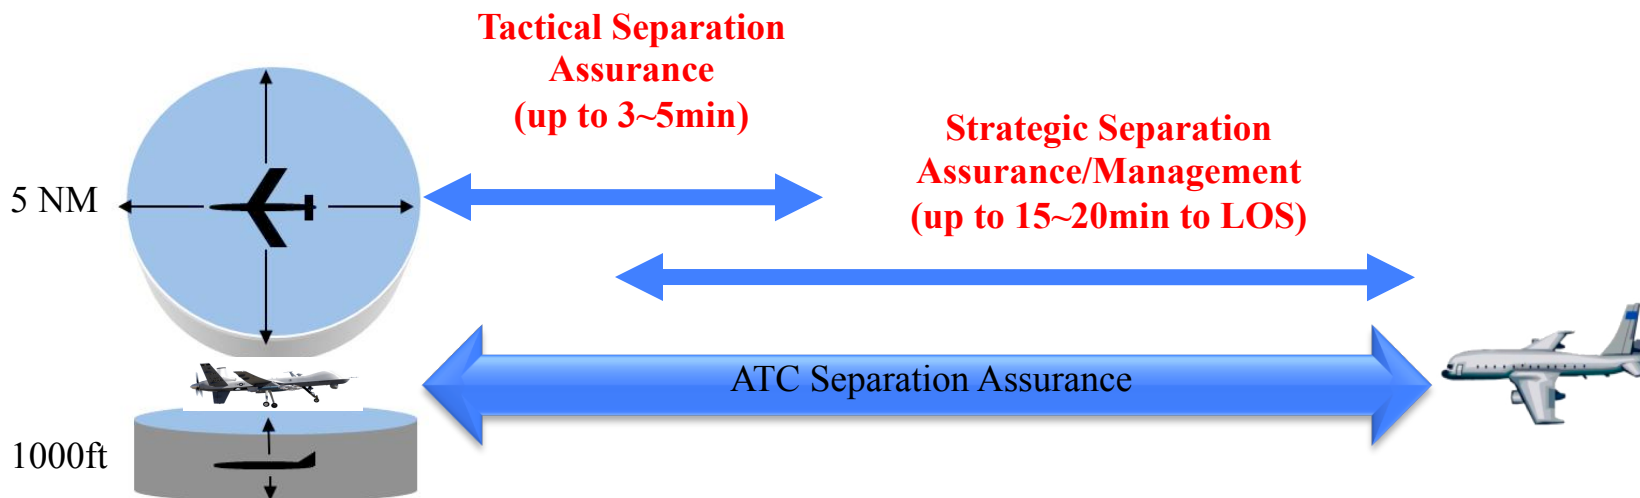 Tactical Separation
Assurance
(up to 3~5min)
Strategic Separation
Assurance/Management
(up to 15~20min to LOS)
5 NM
ATC Separation Assurance
1000ft